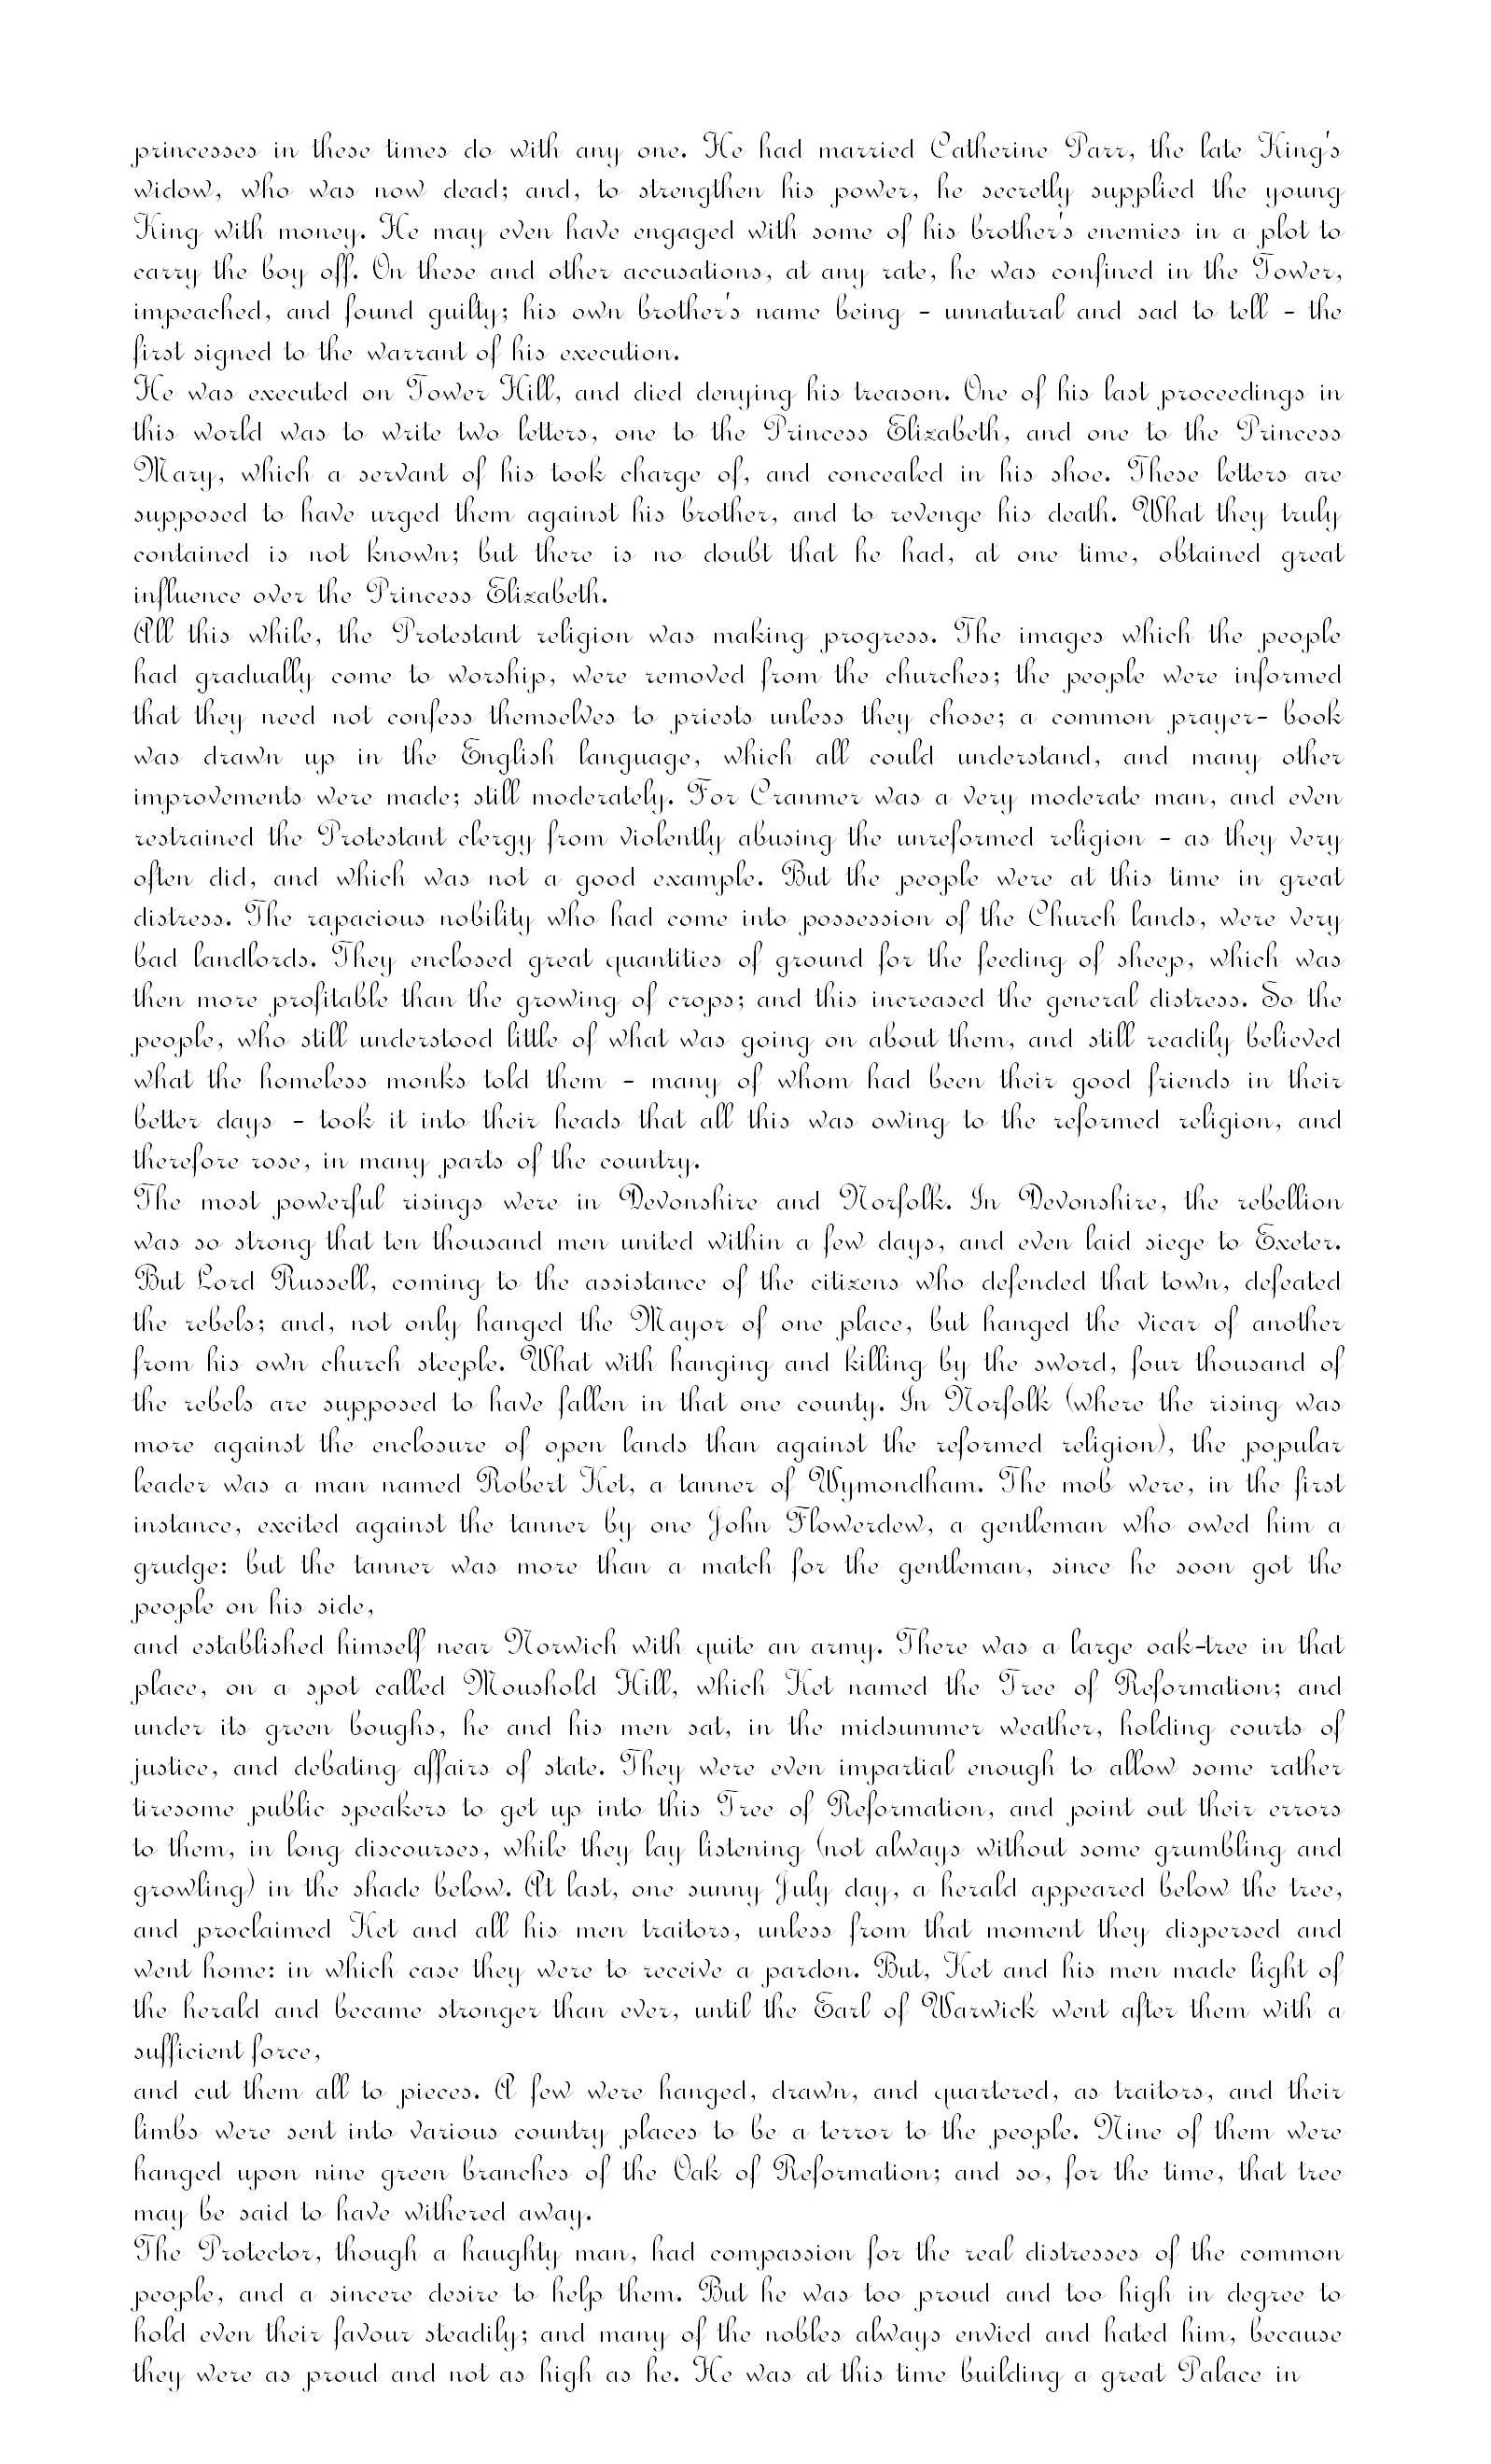 princesses in these times do with any one. He had married Catherine Parr, the late King's
widow, who was now dead; and, to strengthen his power, he secretly supplied the young
King with money. He may even have engaged with some of his brother's enemies in a plot to
carry the boy off. On these and other accusations, at any rate, he was confined in the Tower,
impeached, and found guilty; his own brother's name being - unnatural and sad to tell - the
first signed to the warrant of his execution.
He was executed on Tower Hill, and died denying his treason. One of his last proceedings in
this world was to write two letters, one to the Princess Elizabeth, and one to the Princess
Mary, which a servant of his took charge of, and concealed in his shoe. These letters are
supposed to have urged them against his brother, and to revenge his death. What they truly
contained is not known; but there is no doubt that he had, at one time, obtained great
influence over the Princess Elizabeth.
All this while, the Protestant religion was making progress. The images which the people
had gradually come to worship, were removed from the churches; the people were informed
that they need not confess themselves to priests unless they chose; a common prayer- book
was drawn up in the English language, which all could understand, and many other
improvements were made; still moderately. For Cranmer was a very moderate man, and even
restrained the Protestant clergy from violently abusing the unreformed religion - as they very
often did, and which was not a good example. But the people were at this time in great
distress. The rapacious nobility who had come into possession of the Church lands, were very
bad landlords. They enclosed great quantities of ground for the feeding of sheep, which was
then more profitable than the growing of crops; and this increased the general distress. So the
people, who still understood little of what was going on about them, and still readily believed
what the homeless monks told them - many of whom had been their good friends in their
better days - took it into their heads that all this was owing to the reformed religion, and
therefore rose, in many parts of the country.
The most powerful risings were in Devonshire and Norfolk. In Devonshire, the rebellion
was so strong that ten thousand men united within a few days, and even laid siege to Exeter.
But Lord Russell, coming to the assistance of the citizens who defended that town, defeated
the rebels; and, not only hanged the Mayor of one place, but hanged the vicar of another
from his own church steeple. What with hanging and killing by the sword, four thousand of
the rebels are supposed to have fallen in that one county. In Norfolk (where the rising was
more against the enclosure of open lands than against the reformed religion), the popular
leader was a man named Robert Ket, a tanner of Wymondham. The mob were, in the first
instance, excited against the tanner by one John Flowerdew, a gentleman who owed him a
grudge: but the tanner was more than a match for the gentleman, since he soon got the
people on his side,
and established himself near Norwich with quite an army. There was a large oak-tree in that
place, on a spot called Moushold Hill, which Ket named the Tree of Reformation; and
under its green boughs, he and his men sat, in the midsummer weather, holding courts of
justice, and debating affairs of state. They were even impartial enough to allow some rather
tiresome public speakers to get up into this Tree of Reformation, and point out their errors
to them, in long discourses, while they lay listening (not always without some grumbling and
growling) in the shade below. At last, one sunny July day, a herald appeared below the tree,
and proclaimed Ket and all his men traitors, unless from that moment they dispersed and
went home: in which case they were to receive a pardon. But, Ket and his men made light of
the herald and became stronger than ever, until the Earl of Warwick went after them with a
sufficient force,
and cut them all to pieces. A few were hanged, drawn, and quartered, as traitors, and their
limbs were sent into various country places to be a terror to the people. Nine of them were
hanged upon nine green branches of the Oak of Reformation; and so, for the time, that tree
may be said to have withered away.
The Protector, though a haughty man, had compassion for the real distresses of the common
people, and a sincere desire to help them. But he was too proud and too high in degree to
hold even their favour steadily; and many of the nobles always envied and hated him, because
they were as proud and not as high as he. He was at this time building a great Palace in